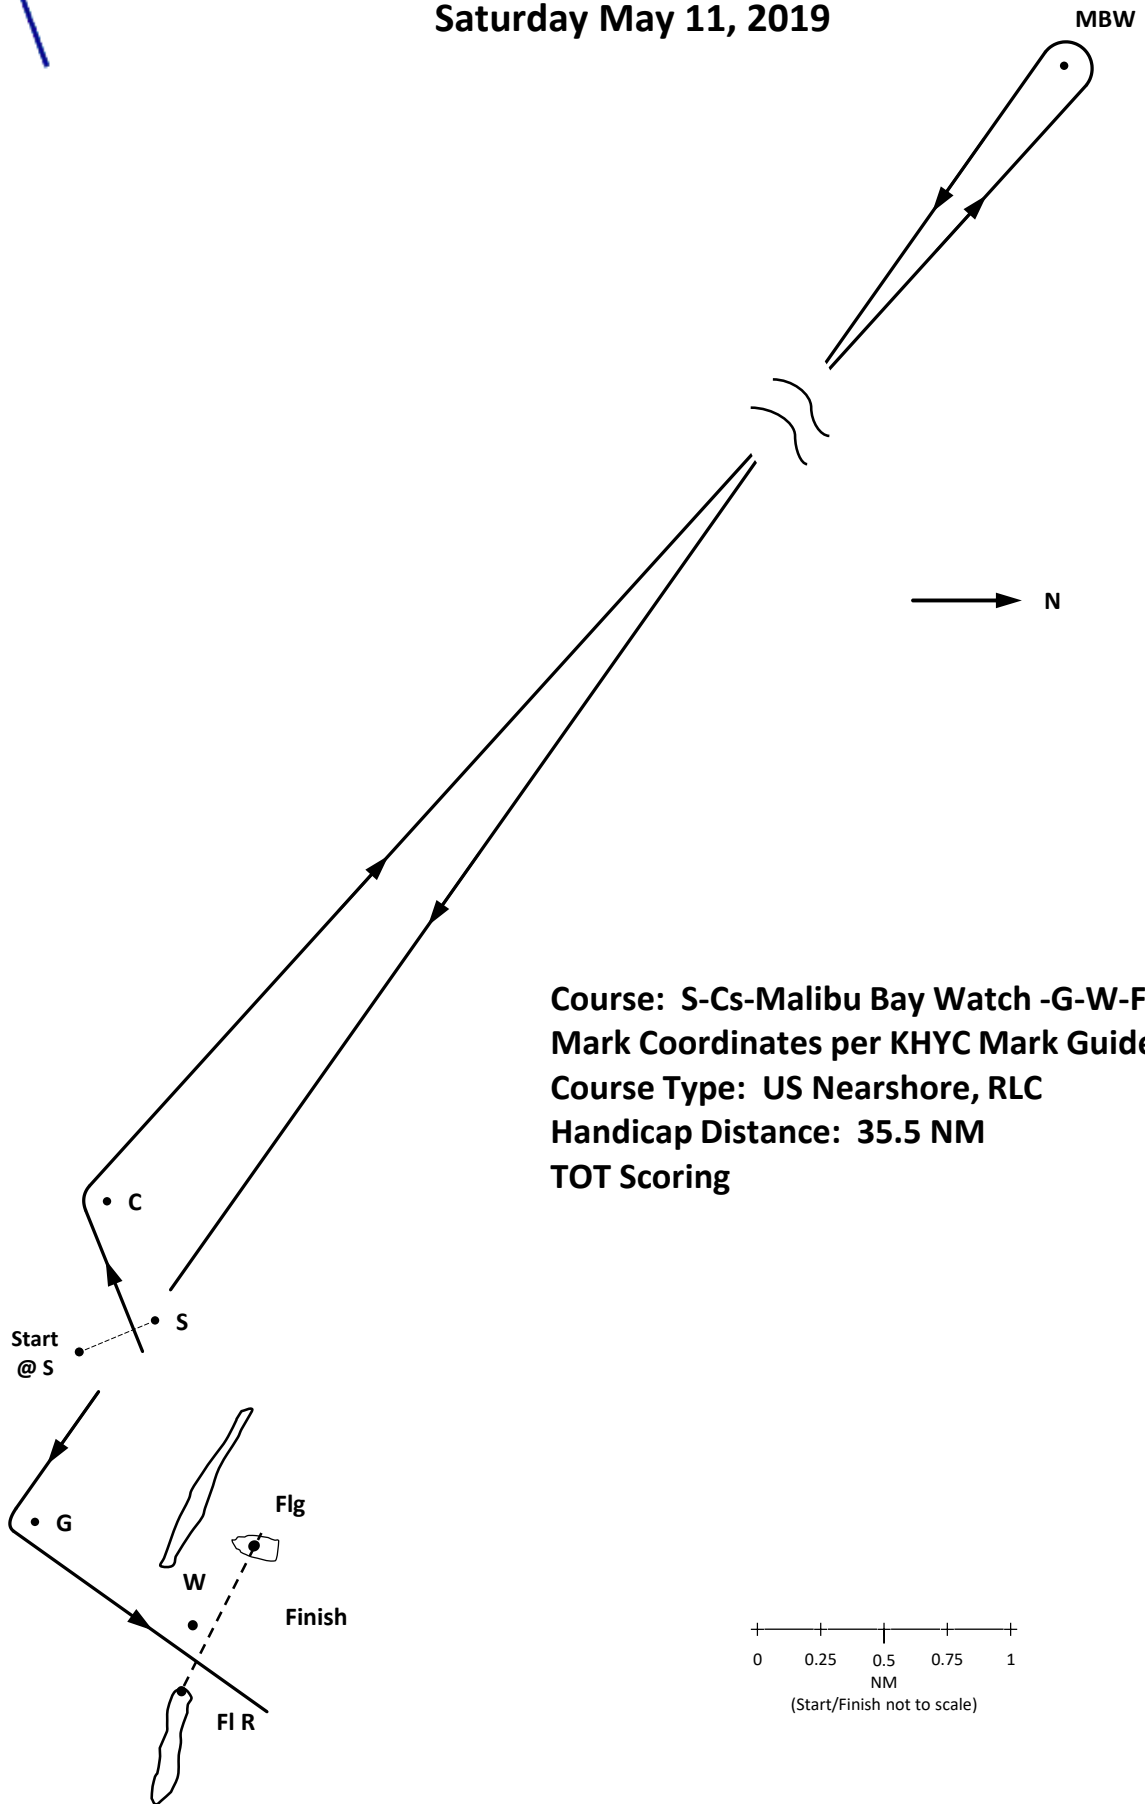 Saturday May 11, 2019
MBW
N
Course: S-Cs-Malibu Bay Watch -G-W-F
Mark Coordinates per KHYC Mark Guide
Course Type: US Nearshore, RLC
Handicap Distance: 35.5 NM
TOT Scoring
C
S
Start
@ S
Flg
G
W
Finish
0 0.25 0.5 0.75 1
NM
(Start/Finish not to scale)
Fl R